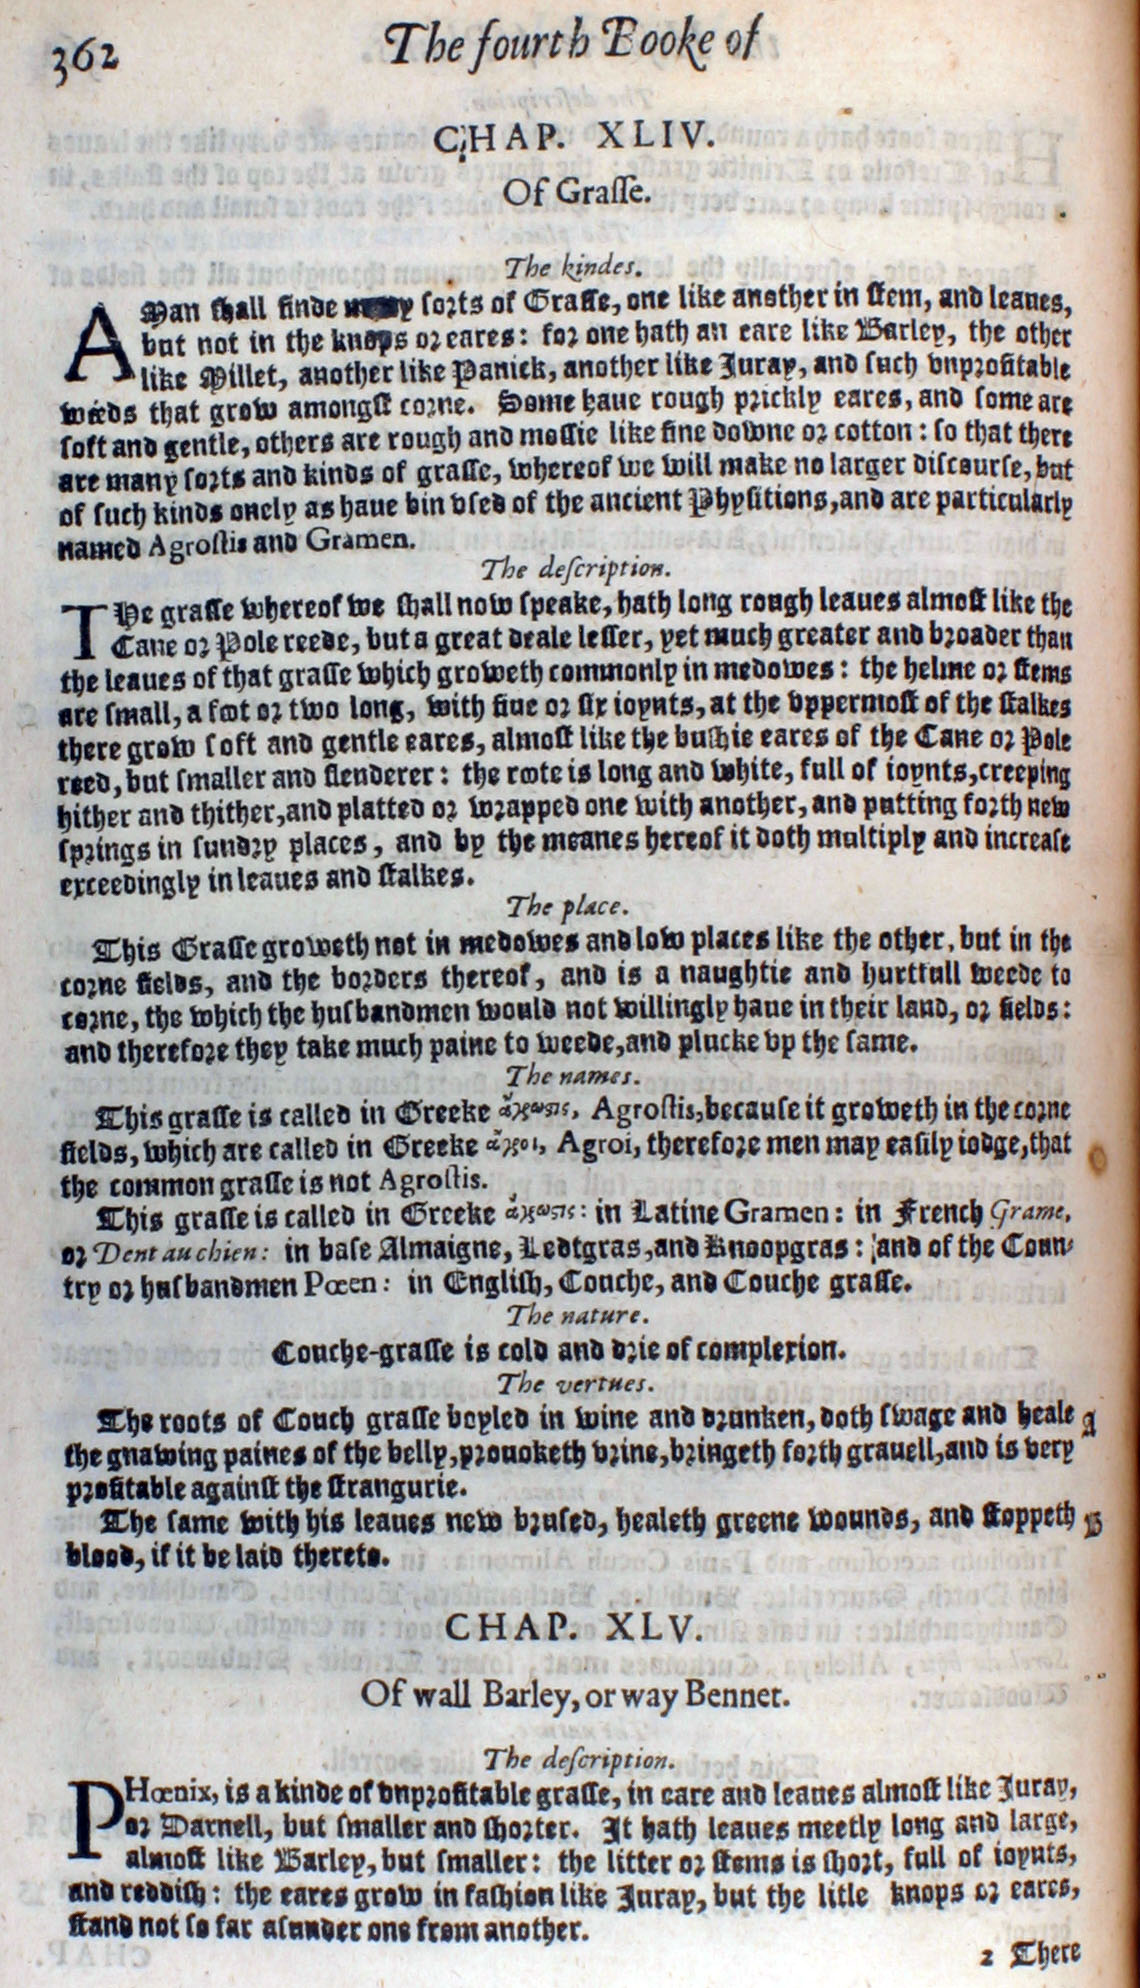 362 The fourth Booke of
CHAP. XLIV.
Of Grasse.
The kindes.
A Man shall finde many sorts of Grasse, one like another in stem, and leaues,
but not in the knops or eares: for one hath an eare like Barley, the other
like Millet, another like Panick, another like Iuray, and such vnprofitable
weeds that grow amongst corne. Some haue rough prickly eares, and some are
soft and gentle, others are rough and mossie like fine downe or cotton: so that there
are many sorts and kinds of grasse, whereof we will make no larger discourse, but
of such kinds onely as haue bin vsed of the ancient Physitions, and are particularly
named Agrostis and Gramen.
The description.
THe grasse whereof we shall now speake, hath long rough leaues almost like the
Cane or Pole reede, but a great deale lesser, yet much greater and broader than
the leaues of that grasse which groweth commonly in medowes: the helme or stems
are small, a foot or two long, with fiue or six ioynts, at the vppermost of the stalkes
there grow soft and gentle eares, almost like the bushie eares of the Cane or Pole
reed, but smaller and slenderer: the roote is long and white, full of ioynts, creeping
hither and thither, and platted or wrapped one with another, and putting forth new
springs in sundry places, and by the meanes hereof it doth multiply and increase
exceedingly in leaues and stalkes.
The place.
This Grasse groweth not in medowes and low places like the other, but in the
corne fields, and the borders thereof, and is a naughtie and hurtfull weede to
corne, the which the husbandmen would not willingly haue in their land, or fields:
and therefore they take much paine to weede, and plucke vp the same.
The names.
This grasse is called in Greeke ἄγρωστις, Agrostis, because it groweth in the corne
fields, which are called in Greeke ἄγροι, Agroi, therefore men may easily iodge, that
the common grasse is not Agrostis.
This grasse is called in Greeke ἄγρωστις: in Latine Gramen: in French Grame,
or Dent au chien: in base Almaigne, Ledtgras, and Knoopgras: and of the Coun-
try or husbandmen Pœen: in English, Couche, and Couche grasse.
The nature.
Couche-grasse is cold and drie of complexion.
The vertues.
The roots of Couch grasse boyled in wine and drunken, doth swage and heale A
the gnawing paines of the belly, prouoketh vrine, bringeth forth grauell, and is very
profitable against the strangurie.
The same with his leaues new brused, healeth greene wounds, and stoppeth B
blood, if it be laid thereto.
CHAP. XLV.
Of wall Barley, or way Bennet.
The description.
PHœnix, is a kinde of vnprofitable grasse, in eare and leaues almost like Iuray,
or Darnell, but smaller and shorter. It hath leaues meetly long and large,
almost like Barley, but smaller: the litter or stems is short, full of ioynts,
and reddish: the eares grow in fashion like Iuray, but the litle knops or eares,
stand not so far asunder one from another.
2 There